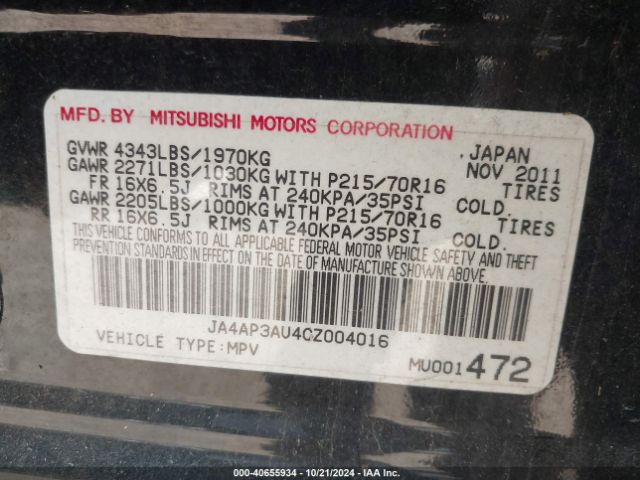 MFD. BY MITSUBISHI MOTORS CORPORATION
GVWR 4343LBS/1970KG , JAPAN
GAWR 2271LBS/1030KG WITH P215/70R16 NOV 2011
FR 16X6.5J RIMS AT 240KPA/35PSI TIRES COLD.
GAWR 2205LBS/1000KG WITH P215/70R16 TIRES
RR 16X6.5J RIMS AT 240KPA/35PSI COLD.
THIS VEHICLE CONFORMS TO ALL APPLICABLE FEDERAL MOTOR VEHICLE SAFETY AND THEFT
PREVENTION STANDARDS IN EFFECT ON THE DATE OF MANUFACTURE SHOWN ABOVE.
JA4AP3AU4CZ004016
VEHICLE TYPE:MPV
MU001472
000-40655934 - 10/21/2024 - IAA Inc.